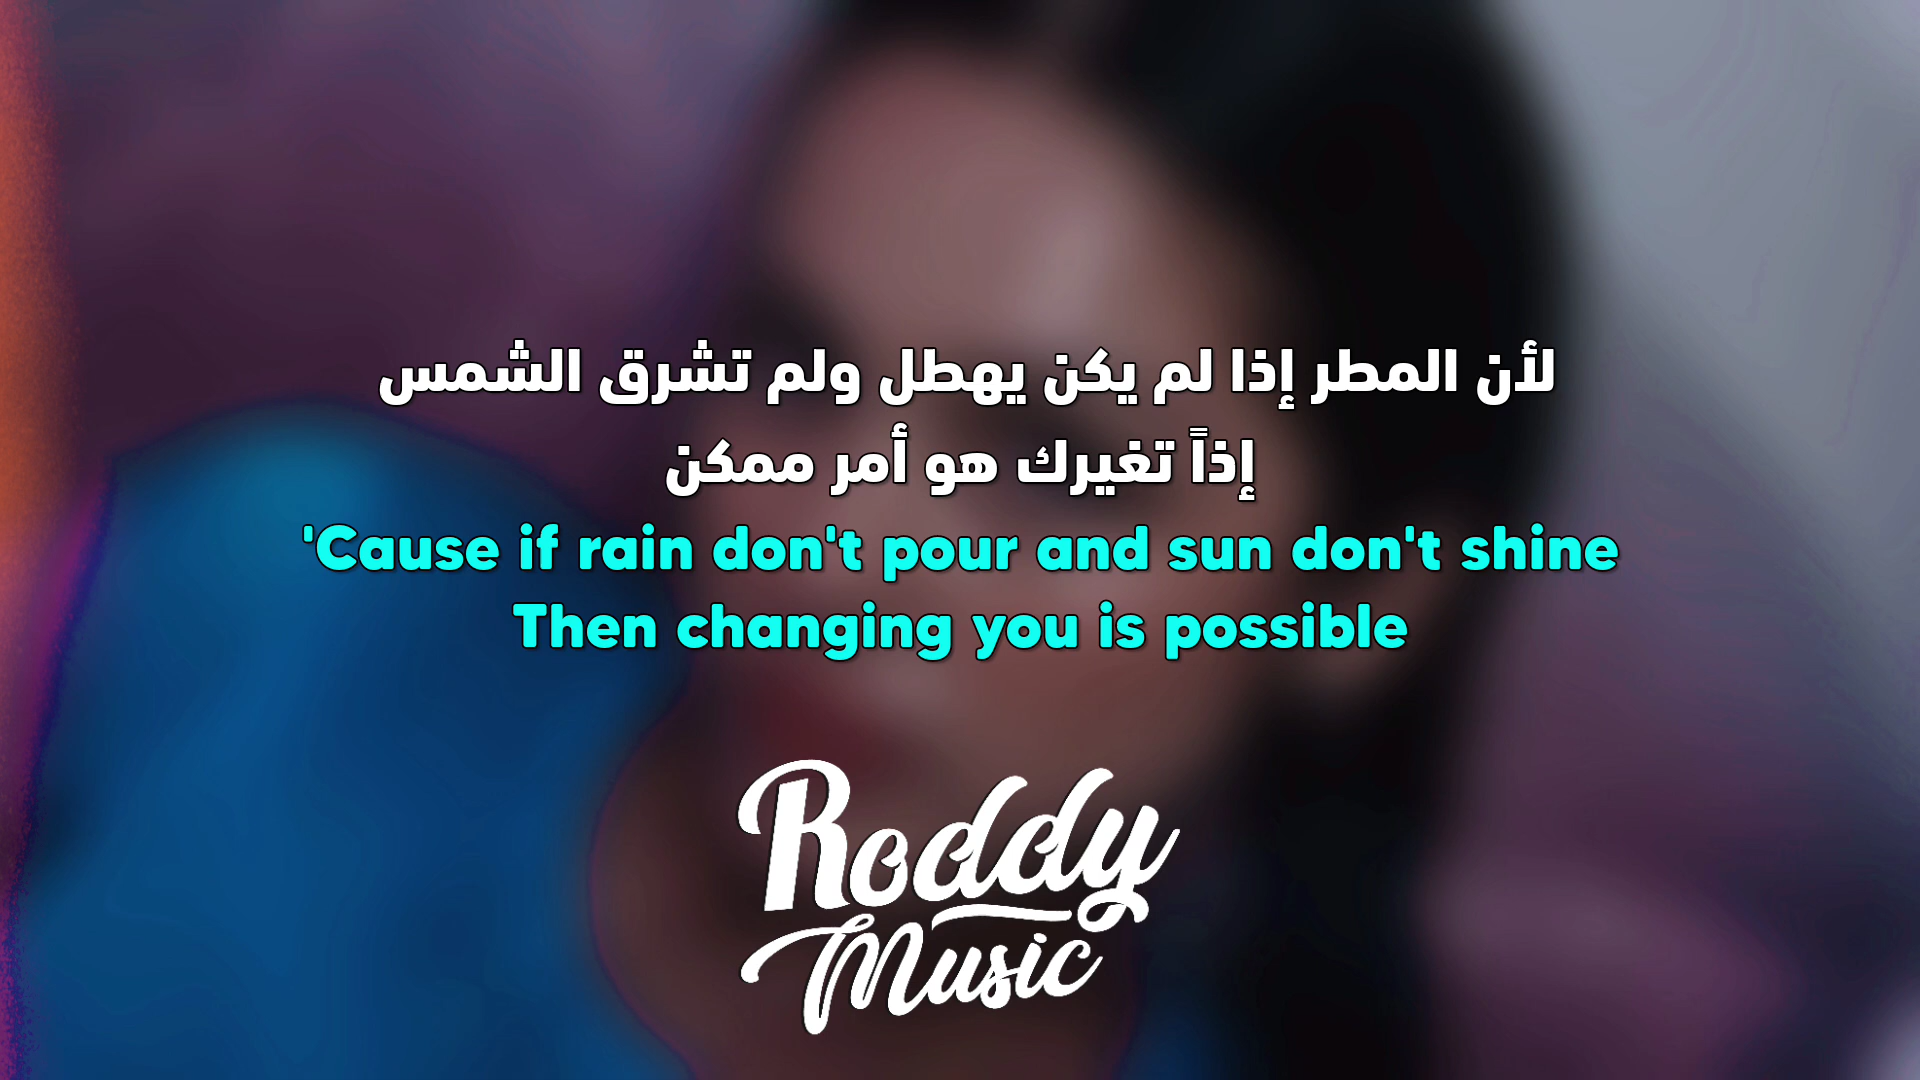 لأن المطر إذا لم يكن يهطل ولم تشرق الشمس
إذاً تغيرك هو أمر ممكن
'Cause if rain don't pour and sun don't shine
Then changing you is possible
Roddy
Music